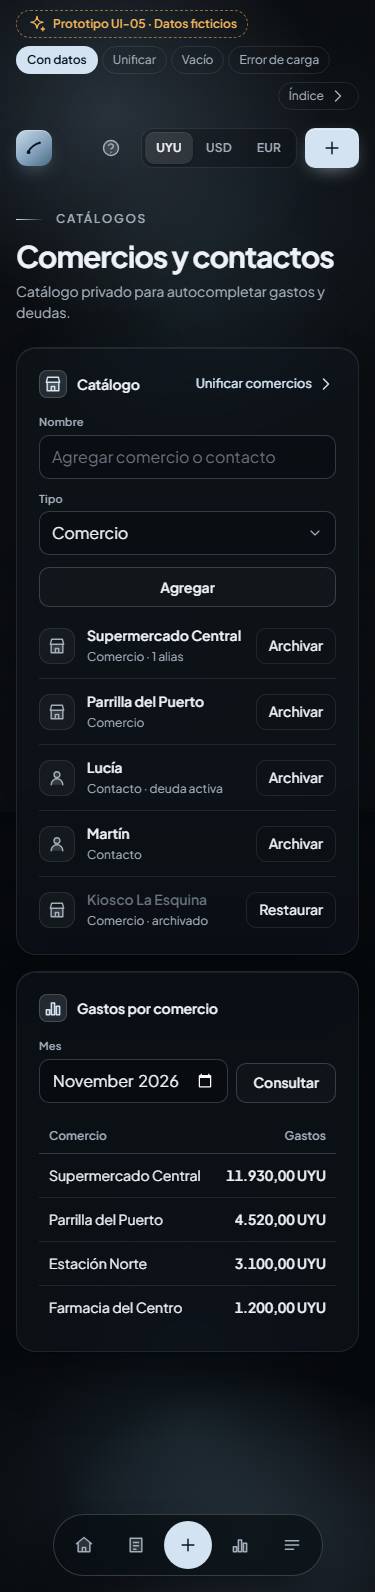 Prototipo UI-05 · Datos ficticios
Con datos
Unificar
Vacío
Error de carga
Índice
UYU
USD
EUR
CATÁLOGOS
Comercios y contactos
Catálogo privado para autocompletar gastos y
deudas.
Catálogo
Unificar comercios
Nombre
Agregar comercio o contacto
Tipo
Comercio
Agregar
Supermercado Central
Comercio · 1 alias
Archivar
Parrilla del Puerto
Comercio
Archivar
Lucía
Contacto · deuda activa
Archivar
Martín
Contacto
Archivar
Kiosco La Esquina
Comercio · archivado
Restaurar
Gastos por comercio
Mes
November 2026
Consultar
Comercio Gastos
Supermercado Central 11.930,00 UYU
Parrilla del Puerto 4.520,00 UYU
Estación Norte 3.100,00 UYU
Farmacia del Centro 1.200,00 UYU